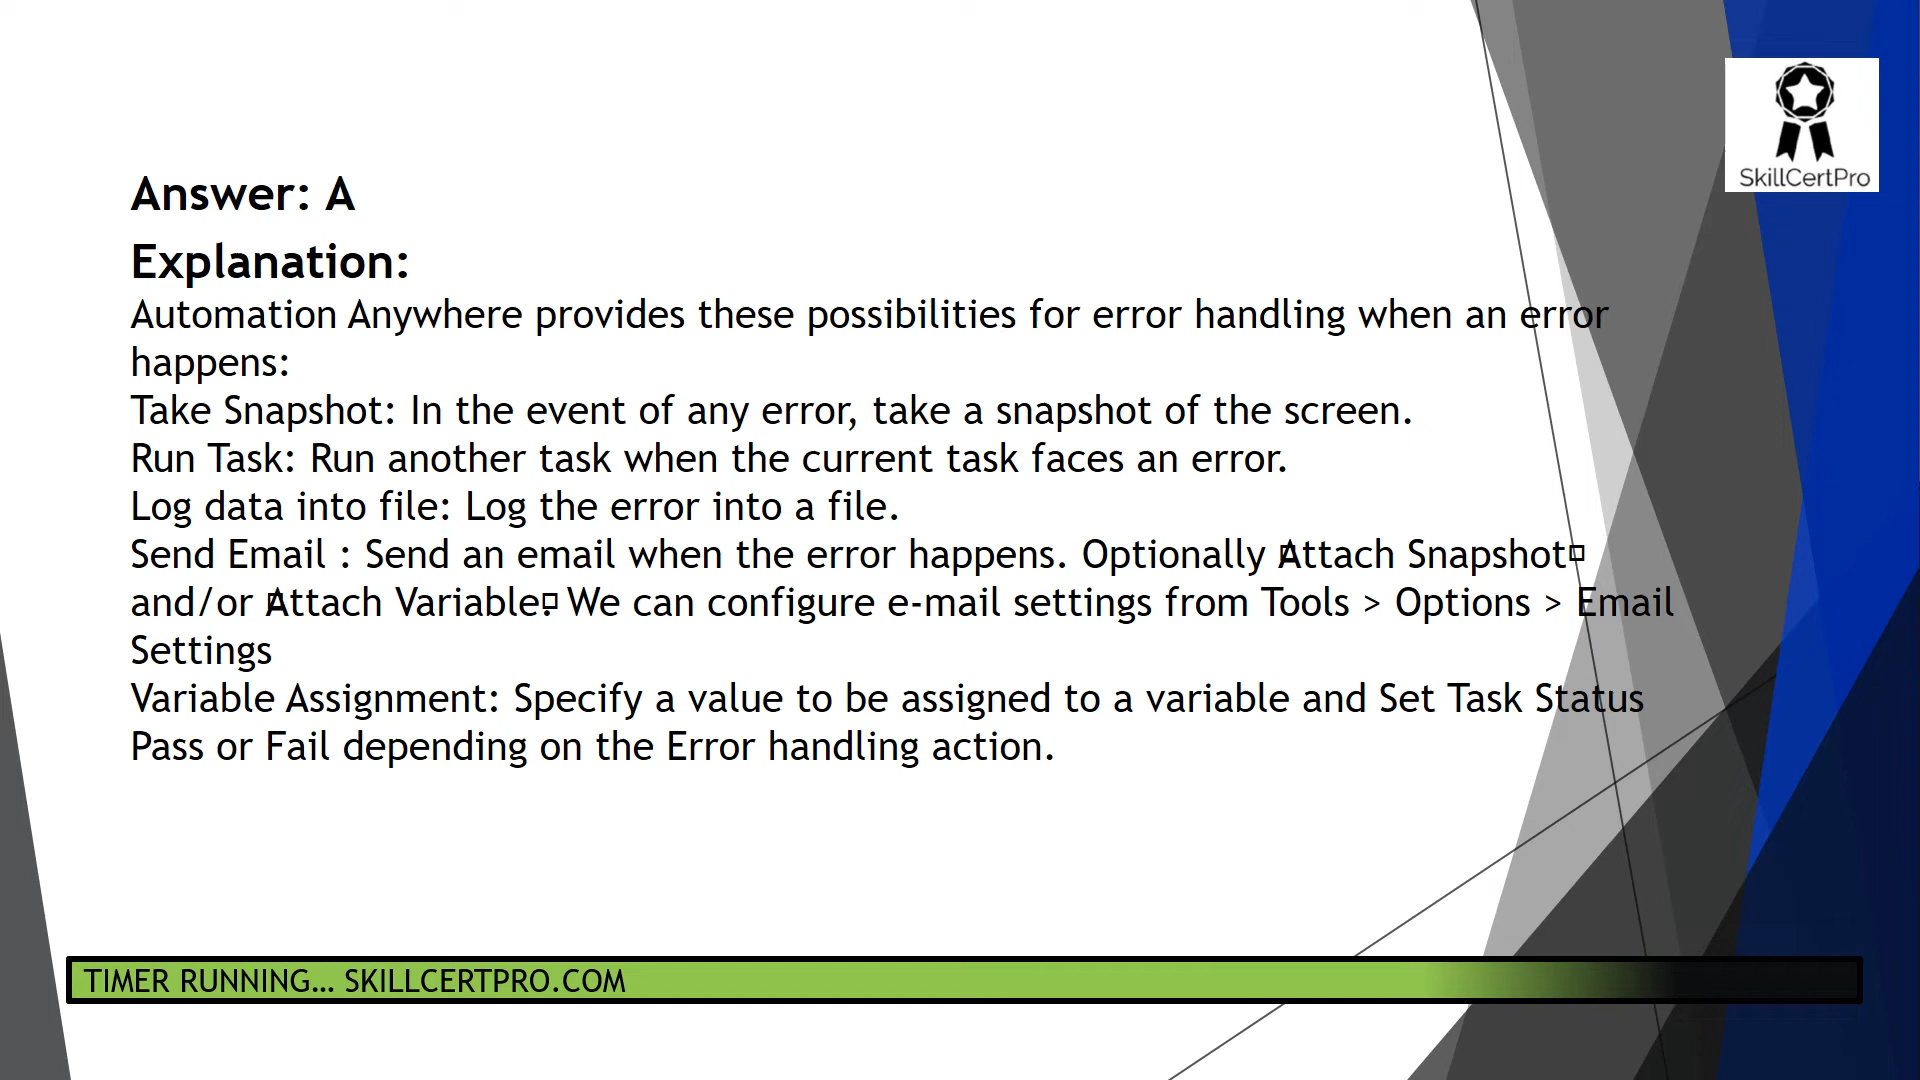 SkillCertPro
Answer: A
Explanation:
Automation Anywhere provides these possibilities for error handling when an error
happens:
Take Snapshot: In the event of any error, take a snapshot of the screen.
Run Task: Run another task when the current task faces an error.
Log data into file: Log the error into a file.
Send Email : Send an email when the error happens. Optionally Attach Snapshot
and/or Attach Variable. We can configure e-mail settings from Tools > Options > Email
Settings
Variable Assignment: Specify a value to be assigned to a variable and Set Task Status
Pass or Fail depending on the Error handling action.
TIMER RUNNING... SKILLCERTPRO.COM